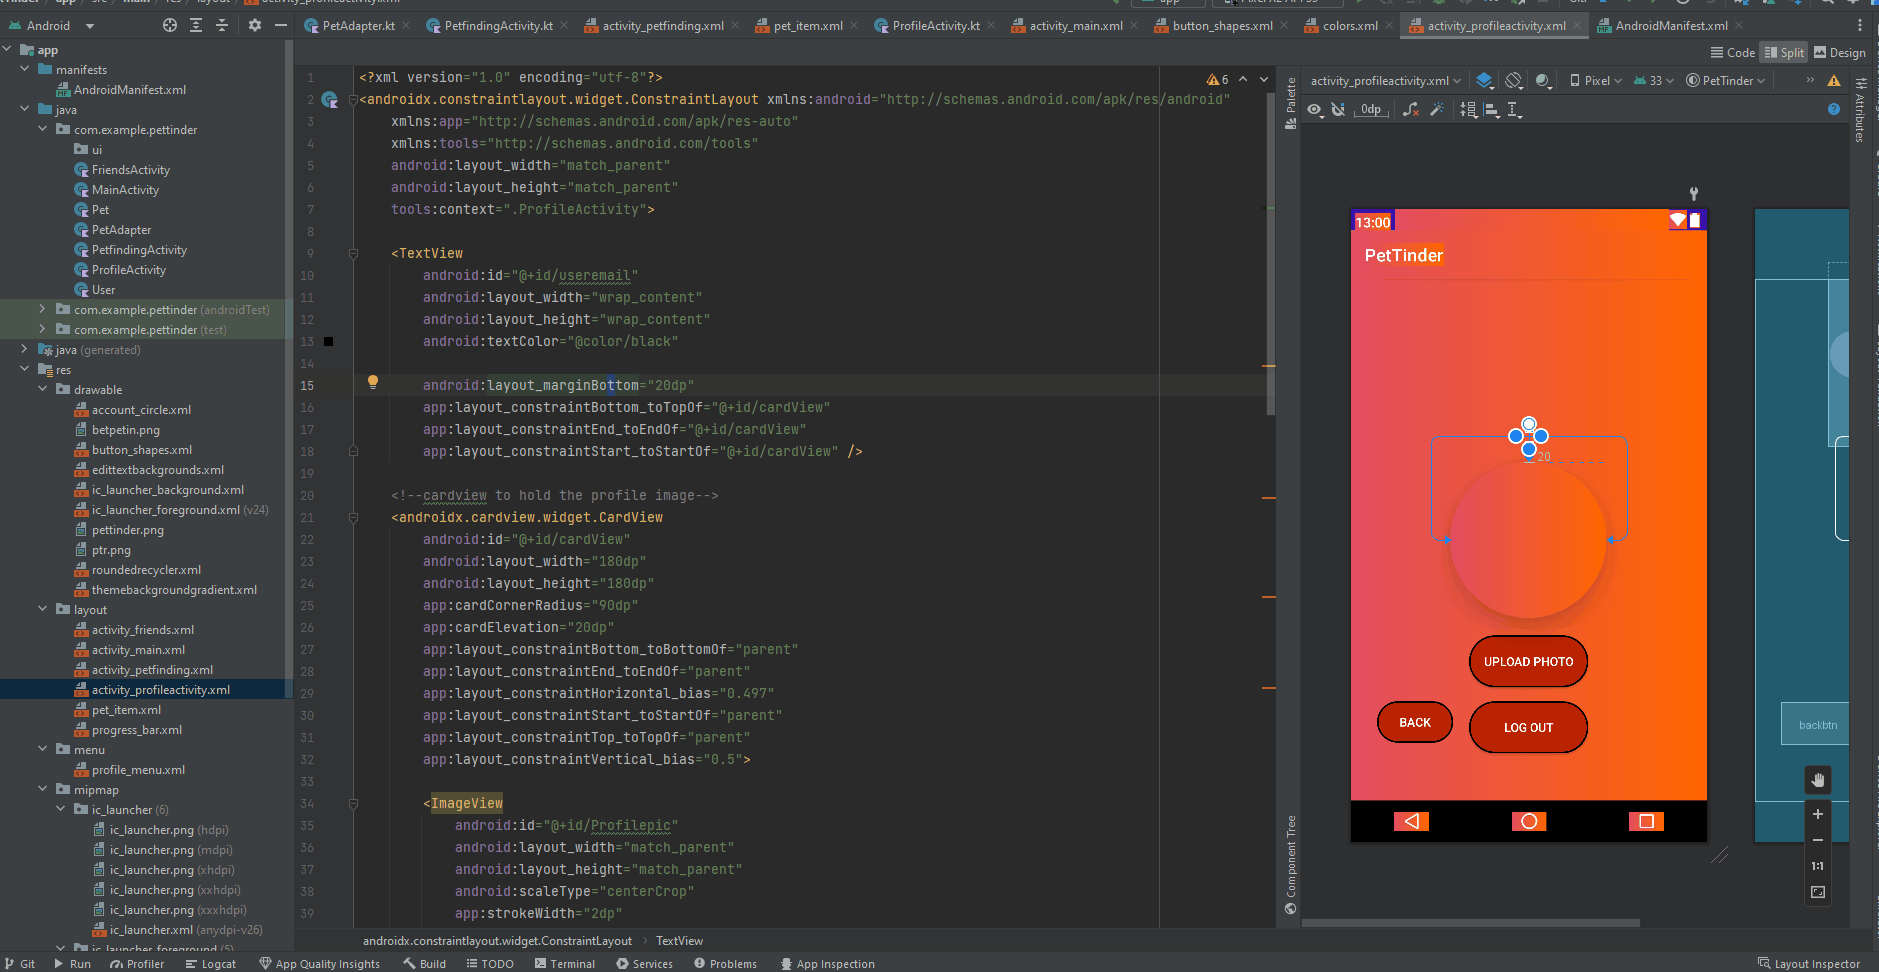 activity_profileactivity.xml
Android
PetAdapter.kt
PetfindingActivity.kt
activity_petfinding.xml
pet_item.xml
ProfileActivity.kt
activity_main.xml
button_shapes.xml
colors.xml
activity_profileactivity.xml
AndroidManifest.xml
Code
Split
Design
app
manifests
AndroidManifest.xml
java
com.example.pettinder
ui
FriendsActivity
MainActivity
Pet
PetAdapter
PetfindingActivity
ProfileActivity
User
com.example.pettinder (androidTest)
com.example.pettinder (test)
java (generated)
res
drawable
account_circle.xml
betpetin.png
button_shapes.xml
edittextbackgrounds.xml
ic_launcher_background.xml
ic_launcher_foreground.xml (v24)
pettinder.png
ptr.png
roundedrecycler.xml
themebackgroundgradient.xml
layout
activity_friends.xml
activity_main.xml
activity_petfinding.xml
activity_profileactivity.xml
pet_item.xml
progress_bar.xml
menu
profile_menu.xml
mipmap
ic_launcher (6)
ic_launcher.png (hdpi)
ic_launcher.png (mdpi)
ic_launcher.png (xhdpi)
ic_launcher.png (xxhdpi)
ic_launcher.png (xxxhdpi)
ic_launcher.xml (anydpi-v26)
ic_launcher_foreground (5)
6
1 <?xml version="1.0" encoding="utf-8"?>
2 <androidx.constraintlayout.widget.ConstraintLayout xmlns:android="http://schemas.android.com/apk/res/android"
3 xmlns:app="http://schemas.android.com/apk/res-auto"
4 xmlns:tools="http://schemas.android.com/tools"
5 android:layout_width="match_parent"
6 android:layout_height="match_parent"
7 tools:context=".ProfileActivity">
8
9 <TextView
10 android:id="@+id/useremail"
11 android:layout_width="wrap_content"
12 android:layout_height="wrap_content"
13 android:textColor="@color/black"
14
15 android:layout_marginBottom="20dp"
16 app:layout_constraintBottom_toTopOf="@+id/cardView"
17 app:layout_constraintEnd_toEndOf="@+id/cardView"
18 app:layout_constraintStart_toStartOf="@+id/cardView" />
19
20 <!--cardview to hold the profile image-->
21 <androidx.cardview.widget.CardView
22 android:id="@+id/cardView"
23 android:layout_width="180dp"
24 android:layout_height="180dp"
25 app:cardCornerRadius="90dp"
26 app:cardElevation="20dp"
27 app:layout_constraintBottom_toBottomOf="parent"
28 app:layout_constraintEnd_toEndOf="parent"
29 app:layout_constraintHorizontal_bias="0.497"
30 app:layout_constraintStart_toStartOf="parent"
31 app:layout_constraintTop_toTopOf="parent"
32 app:layout_constraintVertical_bias="0.5">
33
34 <ImageView
35 android:id="@+id/Profilepic"
36 android:layout_width="match_parent"
37 android:layout_height="match_parent"
38 android:scaleType="centerCrop"
39 app:strokeWidth="2dp"
androidx.constraintlayout.widget.ConstraintLayout
TextView
Palette
Component Tree
activity_profileactivity.xml
Pixel
33
PetTinder
0dp
Attributes
13:00
PetTinder
20
UPLOAD PHOTO
BACK
LOG OUT
backbtn
1:1
Git
Run
Profiler
Logcat
App Quality Insights
Build
TODO
Terminal
Services
Problems
App Inspection
Layout Inspector